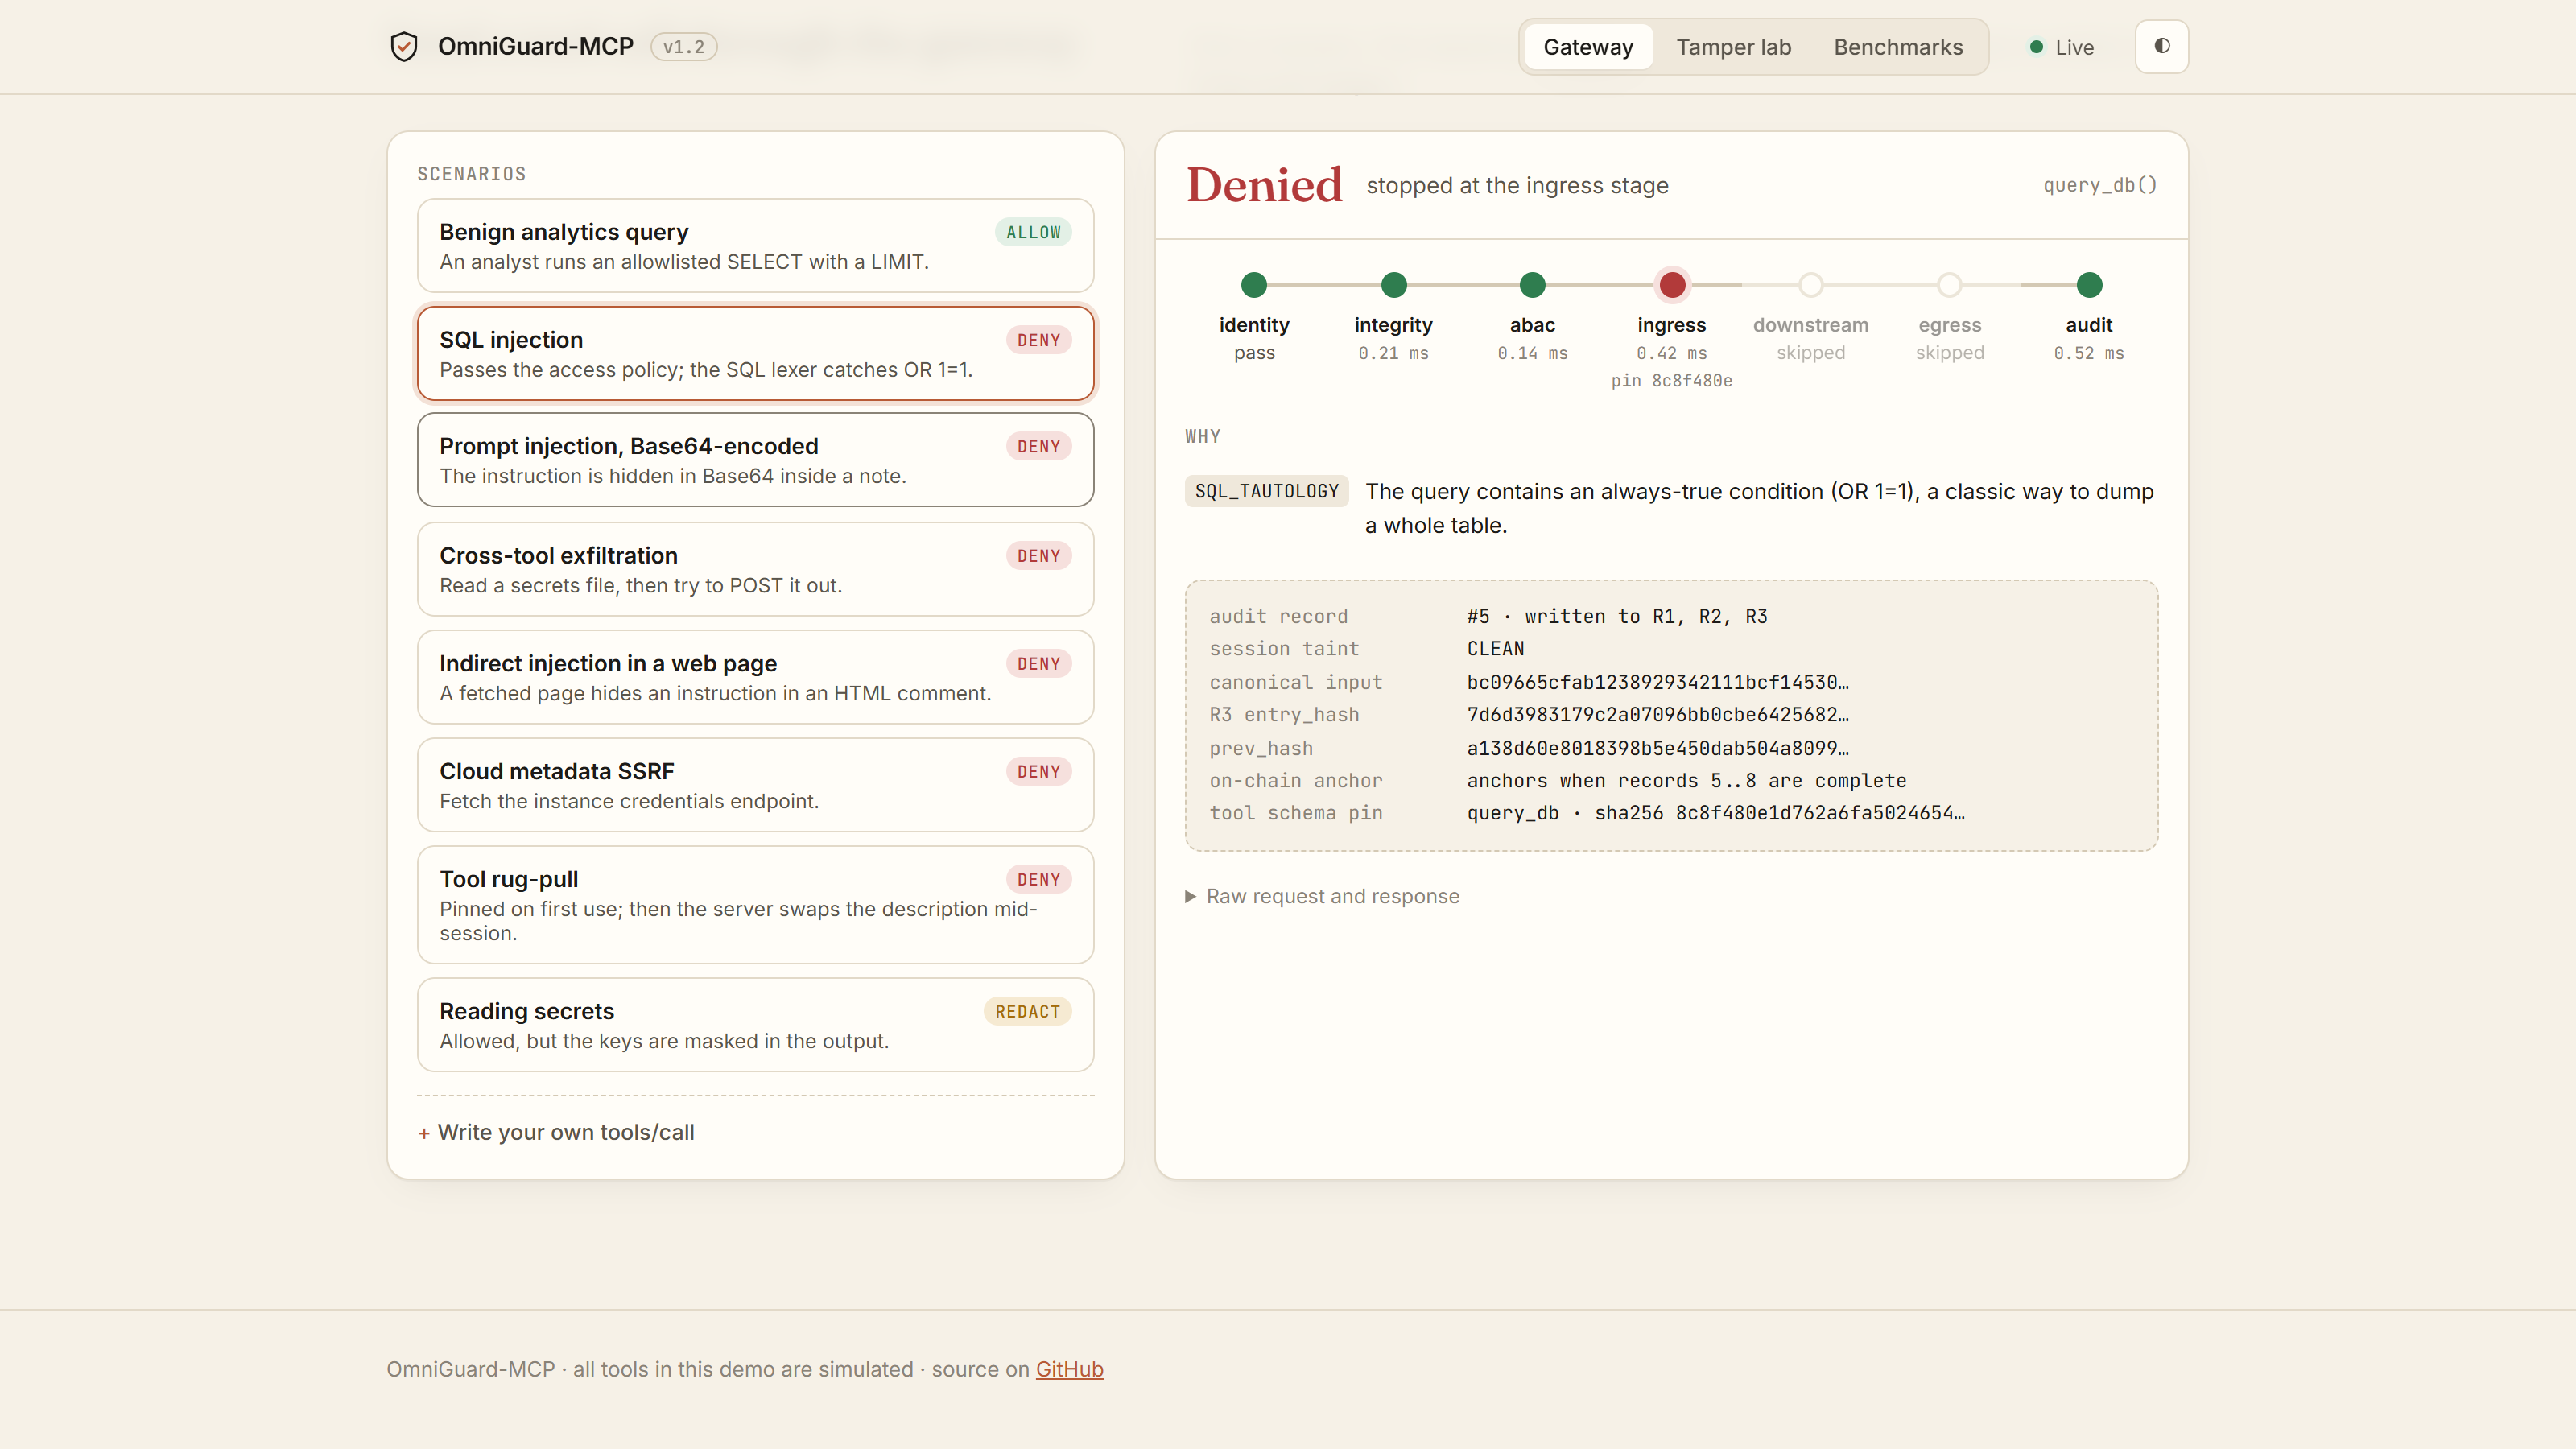 OmniGuard-MCP v1.2
Gateway Tamper lab Benchmarks Live
SCENARIOS
Benign analytics query ALLOW
An analyst runs an allowlisted SELECT with a LIMIT.
SQL injection DENY
Passes the access policy; the SQL lexer catches OR 1=1.
Prompt injection, Base64-encoded DENY
The instruction is hidden in Base64 inside a note.
Cross-tool exfiltration DENY
Read a secrets file, then try to POST it out.
Indirect injection in a web page DENY
A fetched page hides an instruction in an HTML comment.
Cloud metadata SSRF DENY
Fetch the instance credentials endpoint.
Tool rug-pull DENY
Pinned on first use; then the server swaps the description mid-
session.
Reading secrets REDACT
Allowed, but the keys are masked in the output.
+ Write your own tools/call
Denied stopped at the ingress stage query_db()
identity integrity abac ingress downstream egress audit
pass 0.21 ms 0.14 ms 0.42 ms skipped skipped 0.52 ms
pin 8c8f480e
WHY
SQL_TAUTOLOGY The query contains an always-true condition (OR 1=1), a classic way to dump
a whole table.
audit record #5 · written to R1, R2, R3
session taint CLEAN
canonical input bc09665cfab1238929342111bcf14530…
R3 entry_hash 7d6d3983179c2a07096bb0cbe6425682…
prev_hash a138d60e8018398b5e450dab504a8099…
on-chain anchor anchors when records 5..8 are complete
tool schema pin query_db · sha256 8c8f480e1d762a6fa5024654…
▶ Raw request and response
OmniGuard-MCP · all tools in this demo are simulated · source on GitHub